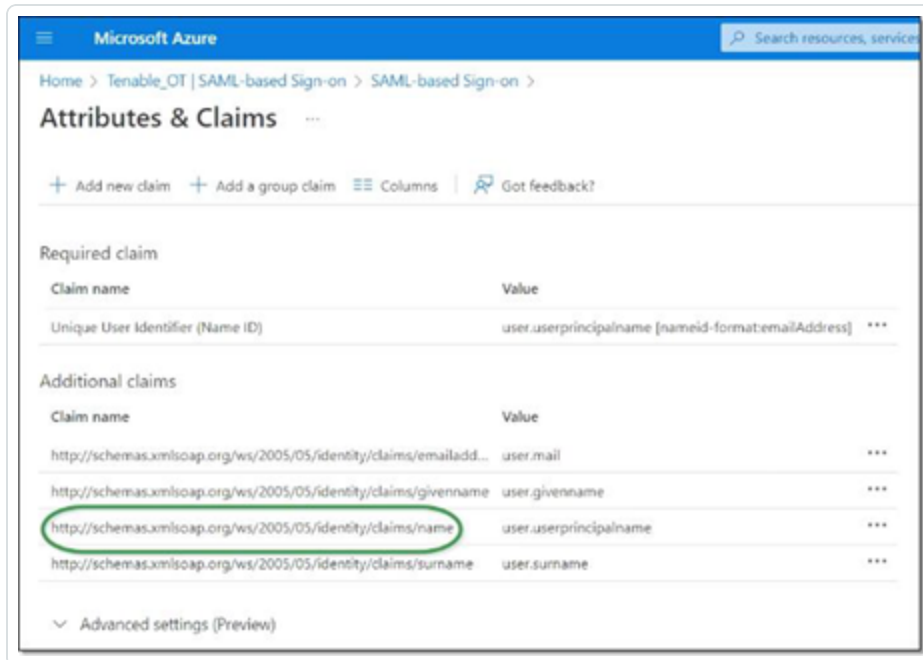 Microsoft Azure
Search resources, services
Home > Tenable_OT | SAML-based Sign-on > SAML-based Sign-on >
Attributes & Claims ...
+ Add new claim + Add a group claim Columns | Got feedback?
Required claim
Claim name Value
Unique User Identifier (Name ID) user.userprincipalname [nameid-format:emailAddress] ...
Additional claims
Claim name Value
http://schemas.xmlsoap.org/ws/2005/05/identity/claims/emailadd... user.mail ...
http://schemas.xmlsoap.org/ws/2005/05/identity/claims/givenname user.givenname ...
http://schemas.xmlsoap.org/ws/2005/05/identity/claims/name user.userprincipalname ...
http://schemas.xmlsoap.org/ws/2005/05/identity/claims/surname user.surname ...
Advanced settings (Preview)